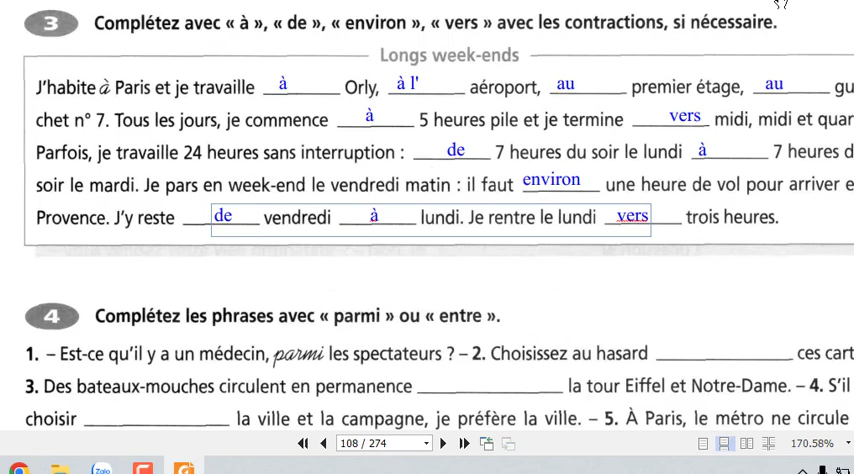 3 Complétez avec « à », « de », « environ », « vers » avec les contractions, si nécessaire.
Longs week-ends
J'habite à Paris et je travaille à Orly, à l' aéroport, au premier étage, au gu
chet n° 7. Tous les jours, je commence à 5 heures pile et je termine vers midi, midi et quar
Parfois, je travaille 24 heures sans interruption : de 7 heures du soir le lundi à 7 heures d
soir le mardi. Je pars en week-end le vendredi matin : il faut environ une heure de vol pour arriver e
Provence. J'y reste de vendredi à lundi. Je rentre le lundi vers trois heures.
4 Complétez les phrases avec « parmi » ou « entre ».
1. – Est-ce qu'il y a un médecin, parmi les spectateurs ? – 2. Choisissez au hasard ____ ces cart
3. Des bateaux-mouches circulent en permanence ____ la tour Eiffel et Notre-Dame. – 4. S'il
choisir ____ la ville et la campagne, je préfère la ville. – 5. À Paris, le métro ne circule
108 / 274 170.58%
Zalo